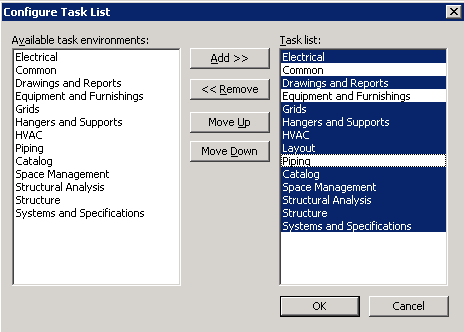 Configure Task List
Available task environments:
Electrical
Common
Drawings and Reports
Equipment and Furnishings
Grids
Hangers and Supports
HVAC
Piping
Catalog
Space Management
Structural Analysis
Structure
Systems and Specifications
Add >>
<< Remove
Move Up
Move Down
Task list:
Electrical
Common
Drawings and Reports
Equipment and Furnishings
Grids
Hangers and Supports
HVAC
Layout
Piping
Catalog
Space Management
Structural Analysis
Structure
Systems and Specifications
OK
Cancel